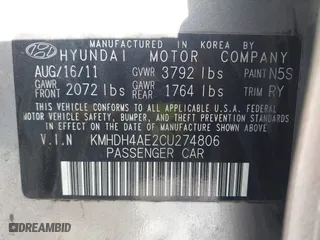 MANUFACTURED BY IN KOREA BY
HYUNDAI MOTOR COMPANY
AUG/16/11 GVWR 3792 lbs PAINT N5S
GAWR FRONT 2072 lbs GAWR REAR 1764 lbs TRIM RY
THIS VEHICLE CONFORMS TO ALL APPLICABLE U.S. FEDERAL MOTOR VEHICLE SAFETY, BUMPER, AND THEFT PREVENTION STANDARDS IN EFFECT ON THE DATE OF MANUFACTURE SHOWN ABOVE.
V.I.N KMHDH4AE2CU274806
PASSENGER CAR
© DEALERSCLUB